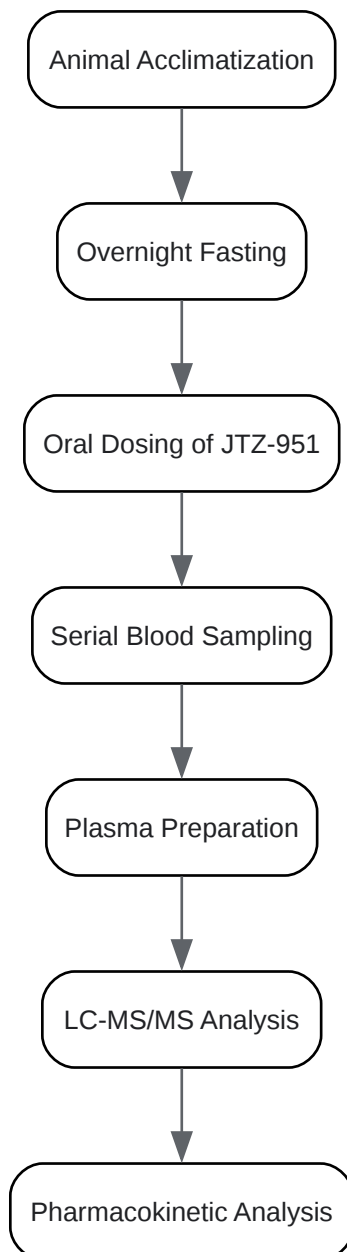 Animal Acclimatization
Overnight Fasting
Oral Dosing of JTZ-951
Serial Blood Sampling
Plasma Preparation
LC-MS/MS Analysis
Pharmacokinetic Analysis